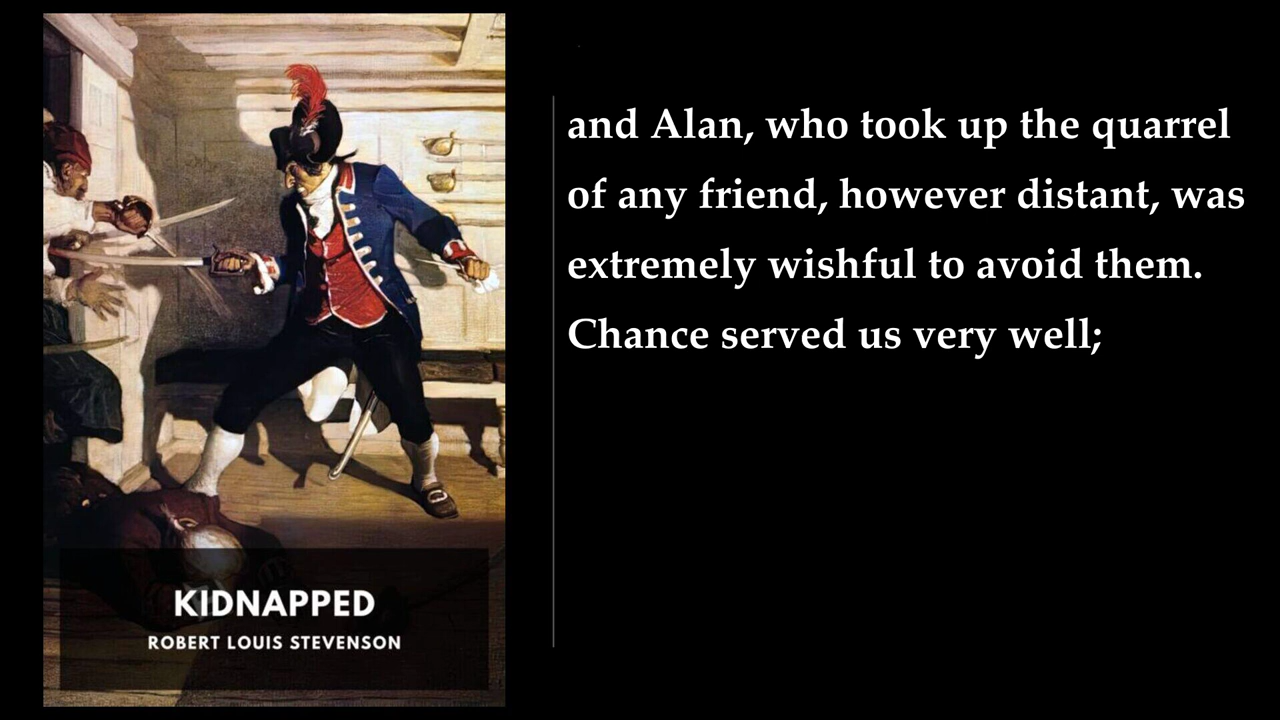 KIDNAPPED
ROBERT LOUIS STEVENSON
and Alan, who took up the quarrel
of any friend, however distant, was
extremely wishful to avoid them.
Chance served us very well;